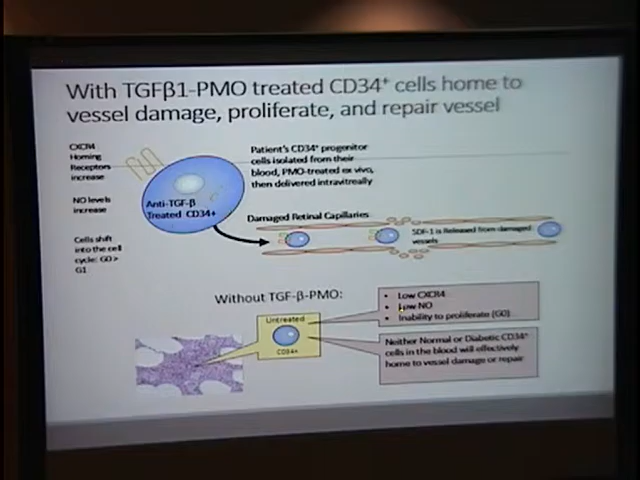 With TGFβ1-PMO treated CD34⁺ cells home to
vessel damage, proliferate, and repair vessel
CXCR4
Homing
Receptors
increase
NO levels
increase
Cells shift
into the cell
cycle: G0>
G1
Anti-TGF-β
Treated CD34+
Patient's CD34⁺ progenitor
cells isolated from their
blood, PMO-treated ex vivo,
then delivered intravitreally
Damaged Retinal Capillaries
SDF-1 is Released from damaged
vessels
Without TGF-β-PMO:
Untreated
CD34+
• Low CXCR4
• Low NO
• Inability to proliferate (G0)
Neither Normal or Diabetic CD34⁺
cells in the blood will effectively
home to vessel damage or repair